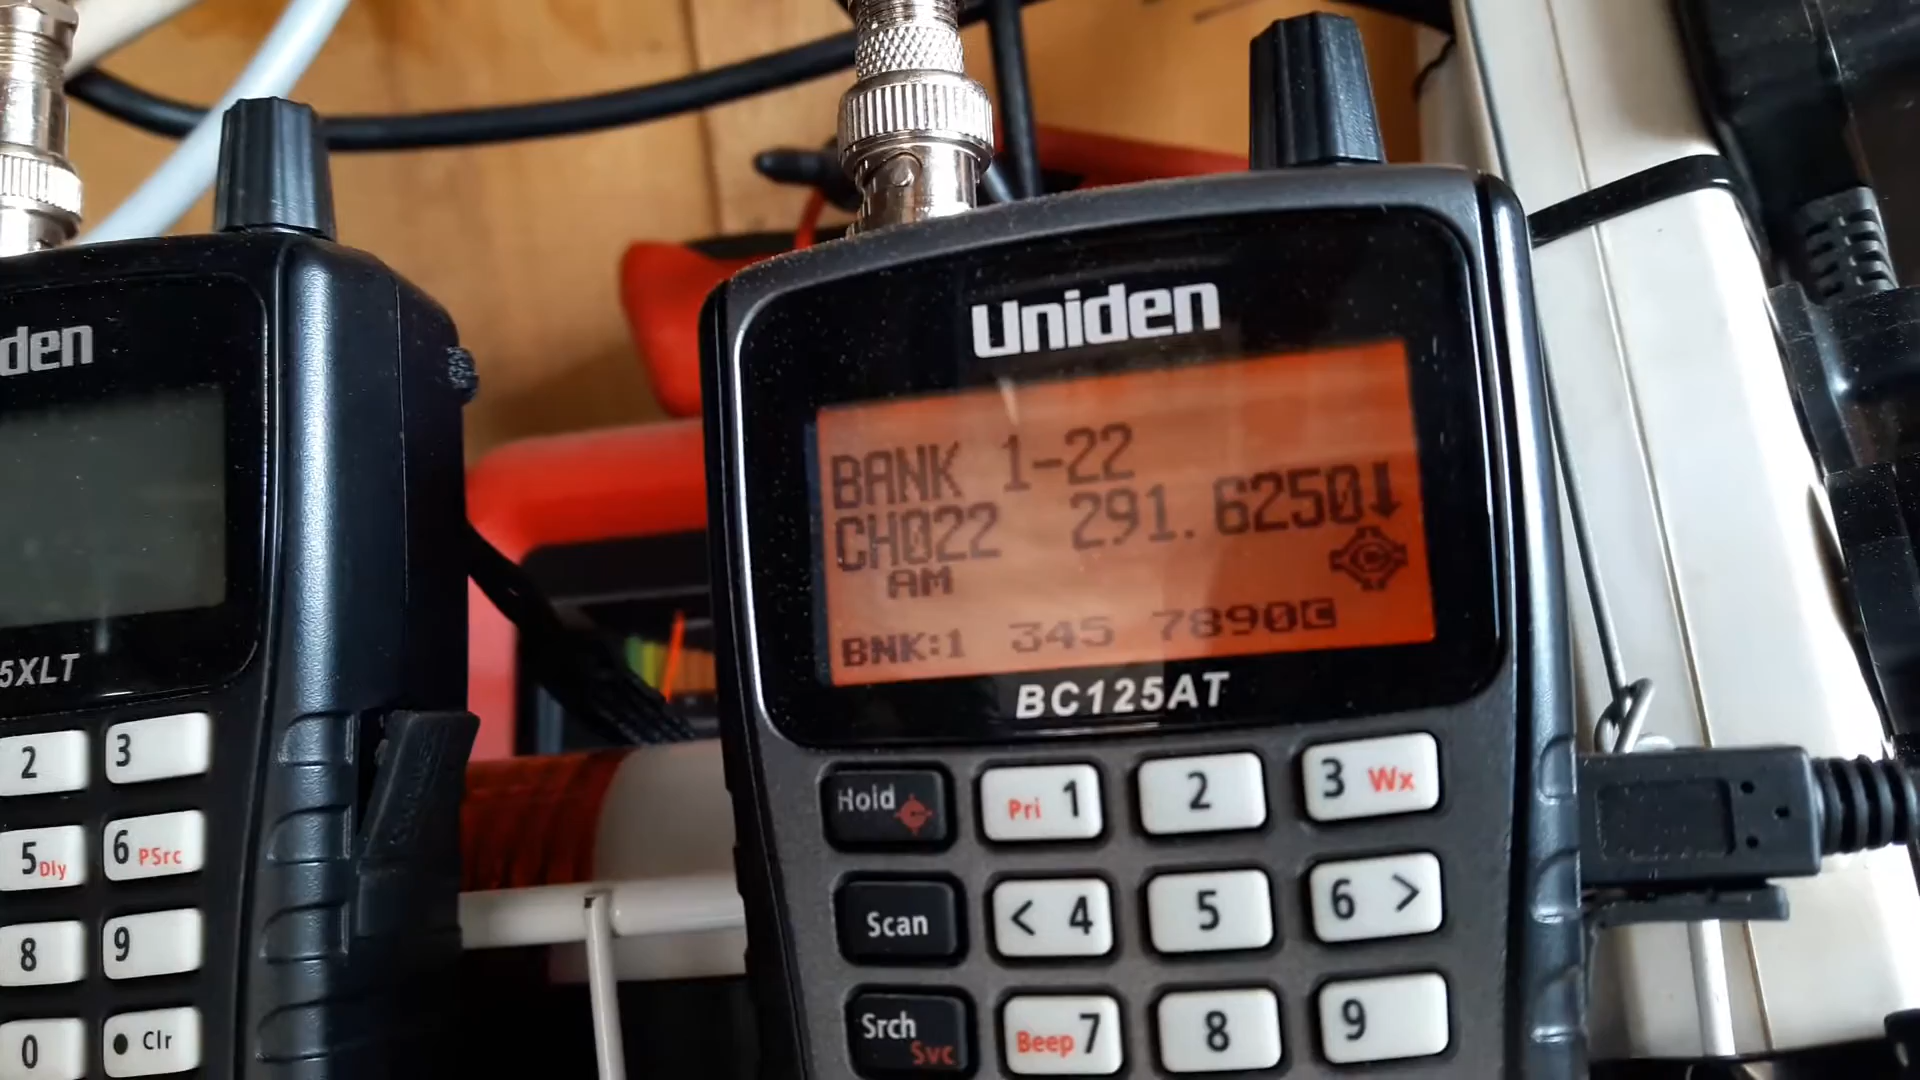 den
5XLT
2
3
5 Dly
6 PSrc
8
9
0
• Clr
Uniden
BANK 1-22
CH022 291.6250↓
AM
C
BNK:1 345 7890C
BC125AT
Hold
Pri 1
2
3 Wx
Scan
< 4
5
6 >
Srch Svc
Beep 7
8
9